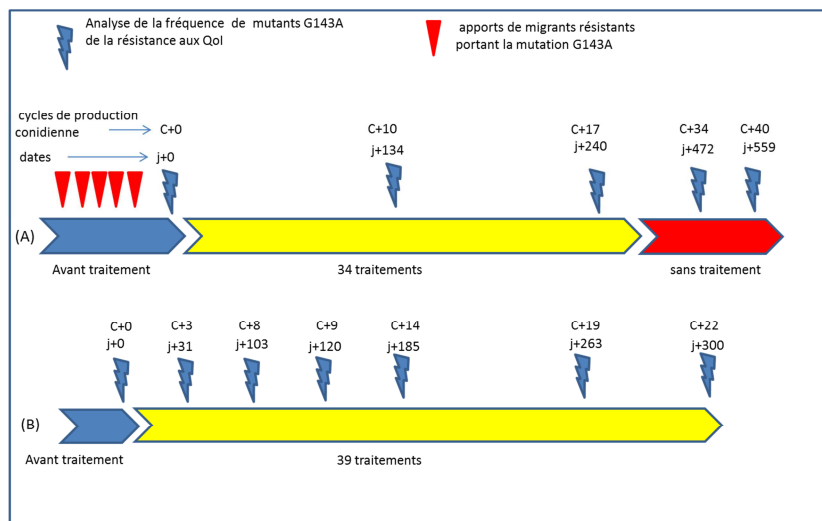 Analyse de la fréquence de mutants G143A
de la résistance aux QoI
apports de migrants résistants
portant la mutation G143A
cycles de production
conidienne
C+0
C+10
C+17
C+34
C+40
dates
j+0
j+134
j+240
j+472
j+559
(A)
Avant traitement
34 traitements
sans traitement
C+0
C+3
C+8
C+9
C+14
C+19
C+22
j+0
j+31
j+103
j+120
j+185
j+263
j+300
(B)
Avant traitement
39 traitements